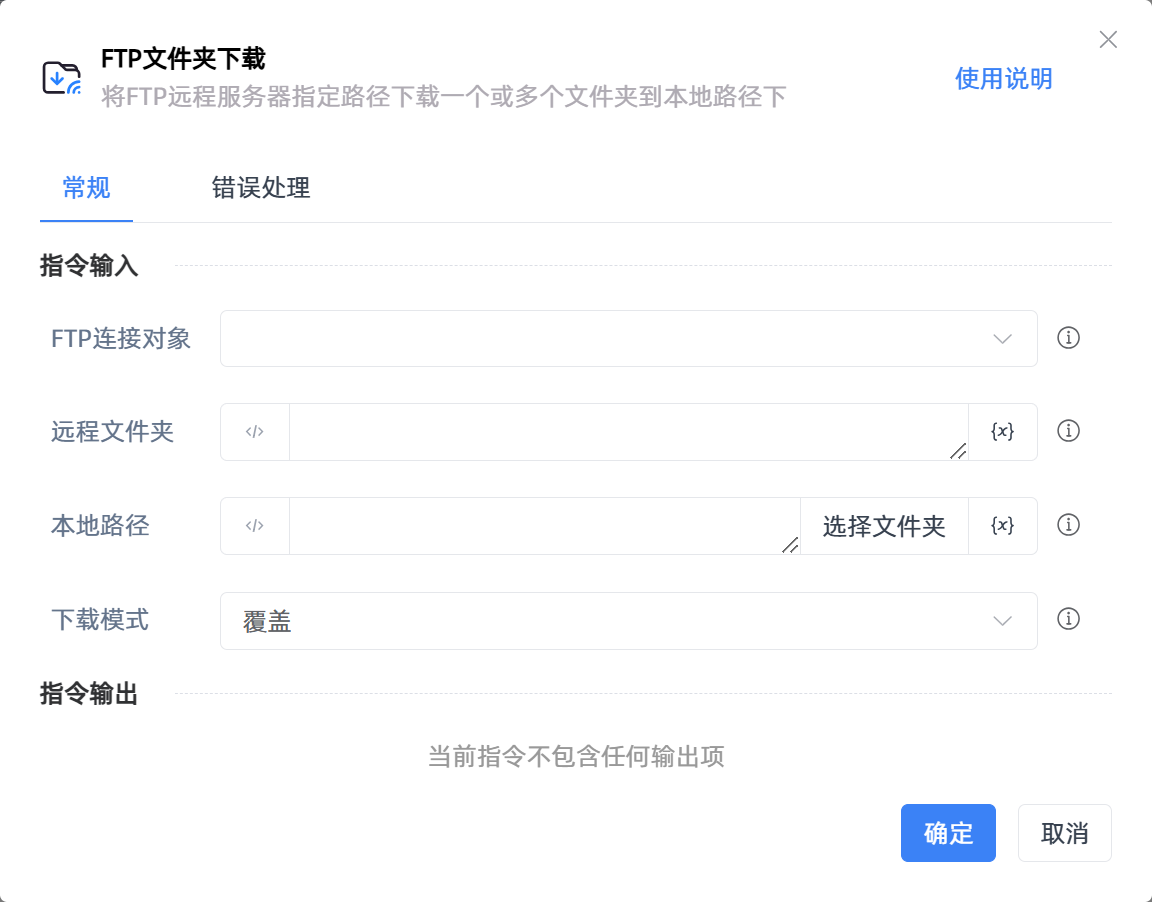 FTP文件夹下载
将FTP远程服务器指定路径下载一个或多个文件夹到本地路径下
使用说明
常规
错误处理
指令输入
FTP连接对象
远程文件夹
</>
{x}
本地路径
</>
选择文件夹
{x}
下载模式
覆盖
指令输出
当前指令不包含任何输出项
确定
取消